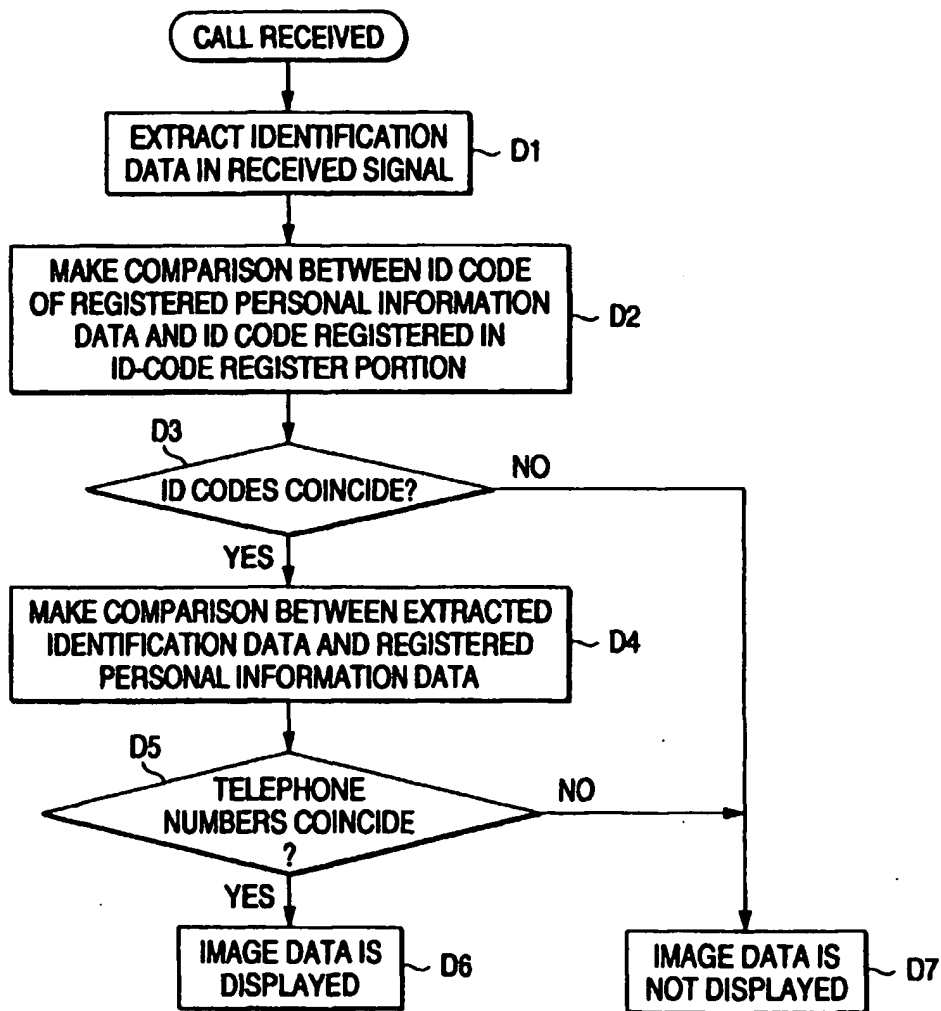 CALL RECEIVED
EXTRACT IDENTIFICATION
DATA IN RECEIVED SIGNAL
D1
MAKE COMPARISON BETWEEN ID CODE
OF REGISTERED PERSONAL INFORMATION
DATA AND ID CODE REGISTERED IN
ID-CODE REGISTER PORTION
D2
D3
ID CODES COINCIDE?
NO
YES
MAKE COMPARISON BETWEEN EXTRACTED
IDENTIFICATION DATA AND REGISTERED
PERSONAL INFORMATION DATA
D4
D5
TELEPHONE
NUMBERS COINCIDE
?
NO
YES
IMAGE DATA IS
DISPLAYED
D6
IMAGE DATA IS
NOT DISPLAYED
D7